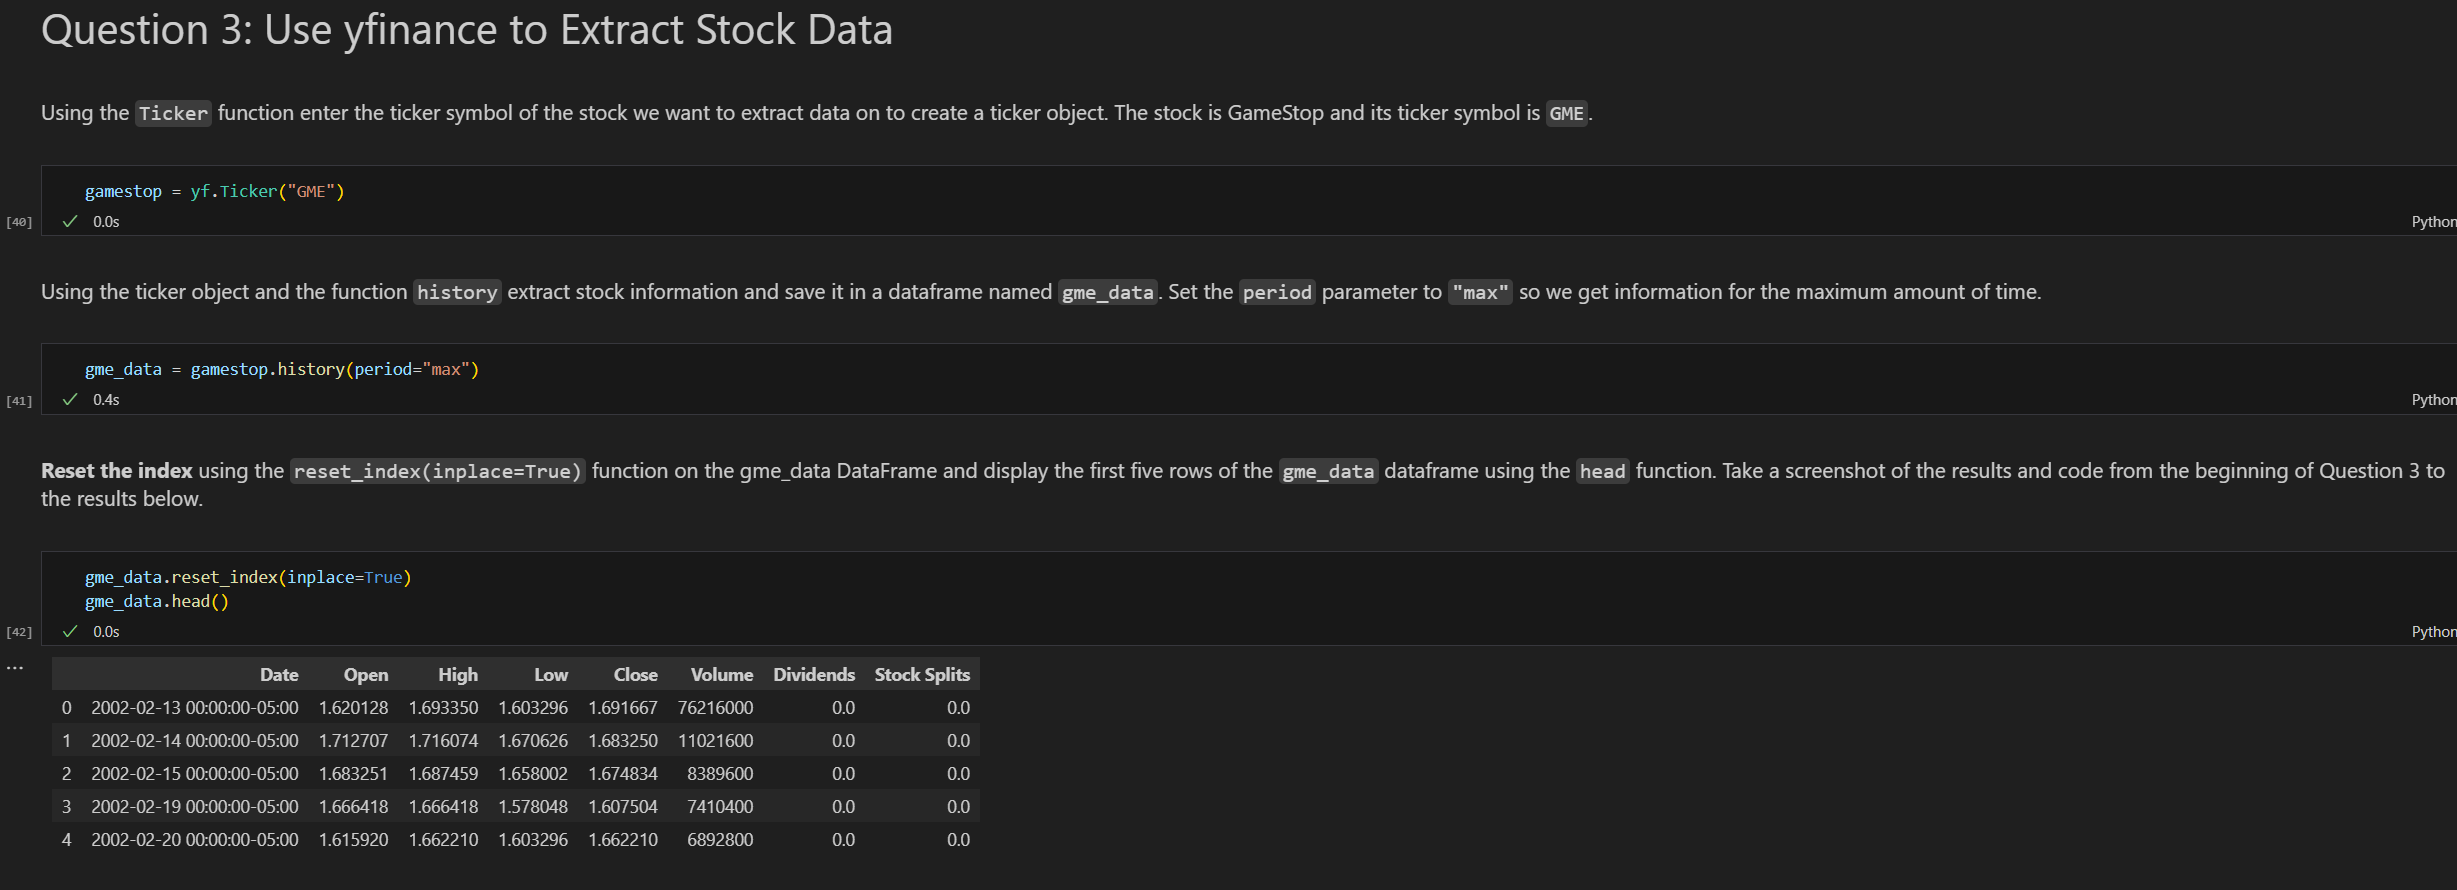 Question 3: Use yfinance to Extract Stock Data
Using the Ticker function enter the ticker symbol of the stock we want to extract data on to create a ticker object. The stock is GameStop and its ticker symbol is GME.
gamestop = yf.Ticker("GME")
[40] 0.0s Python
Using the ticker object and the function history extract stock information and save it in a dataframe named gme_data. Set the period parameter to "max" so we get information for the maximum amount of time.
gme_data = gamestop.history(period="max")
[41] 0.4s Python
Reset the index using the reset_index(inplace=True) function on the gme_data DataFrame and display the first five rows of the gme_data dataframe using the head function. Take a screenshot of the results and code from the beginning of Question 3 to
the results below.
gme_data.reset_index(inplace=True)
gme_data.head()
[42] 0.0s Python
...
Date Open High Low Close Volume Dividends Stock Splits
0 2002-02-13 00:00:00-05:00 1.620128 1.693350 1.603296 1.691667 76216000 0.0 0.0
1 2002-02-14 00:00:00-05:00 1.712707 1.716074 1.670626 1.683250 11021600 0.0 0.0
2 2002-02-15 00:00:00-05:00 1.683251 1.687459 1.658002 1.674834 8389600 0.0 0.0
3 2002-02-19 00:00:00-05:00 1.666418 1.666418 1.578048 1.607504 7410400 0.0 0.0
4 2002-02-20 00:00:00-05:00 1.615920 1.662210 1.603296 1.662210 6892800 0.0 0.0